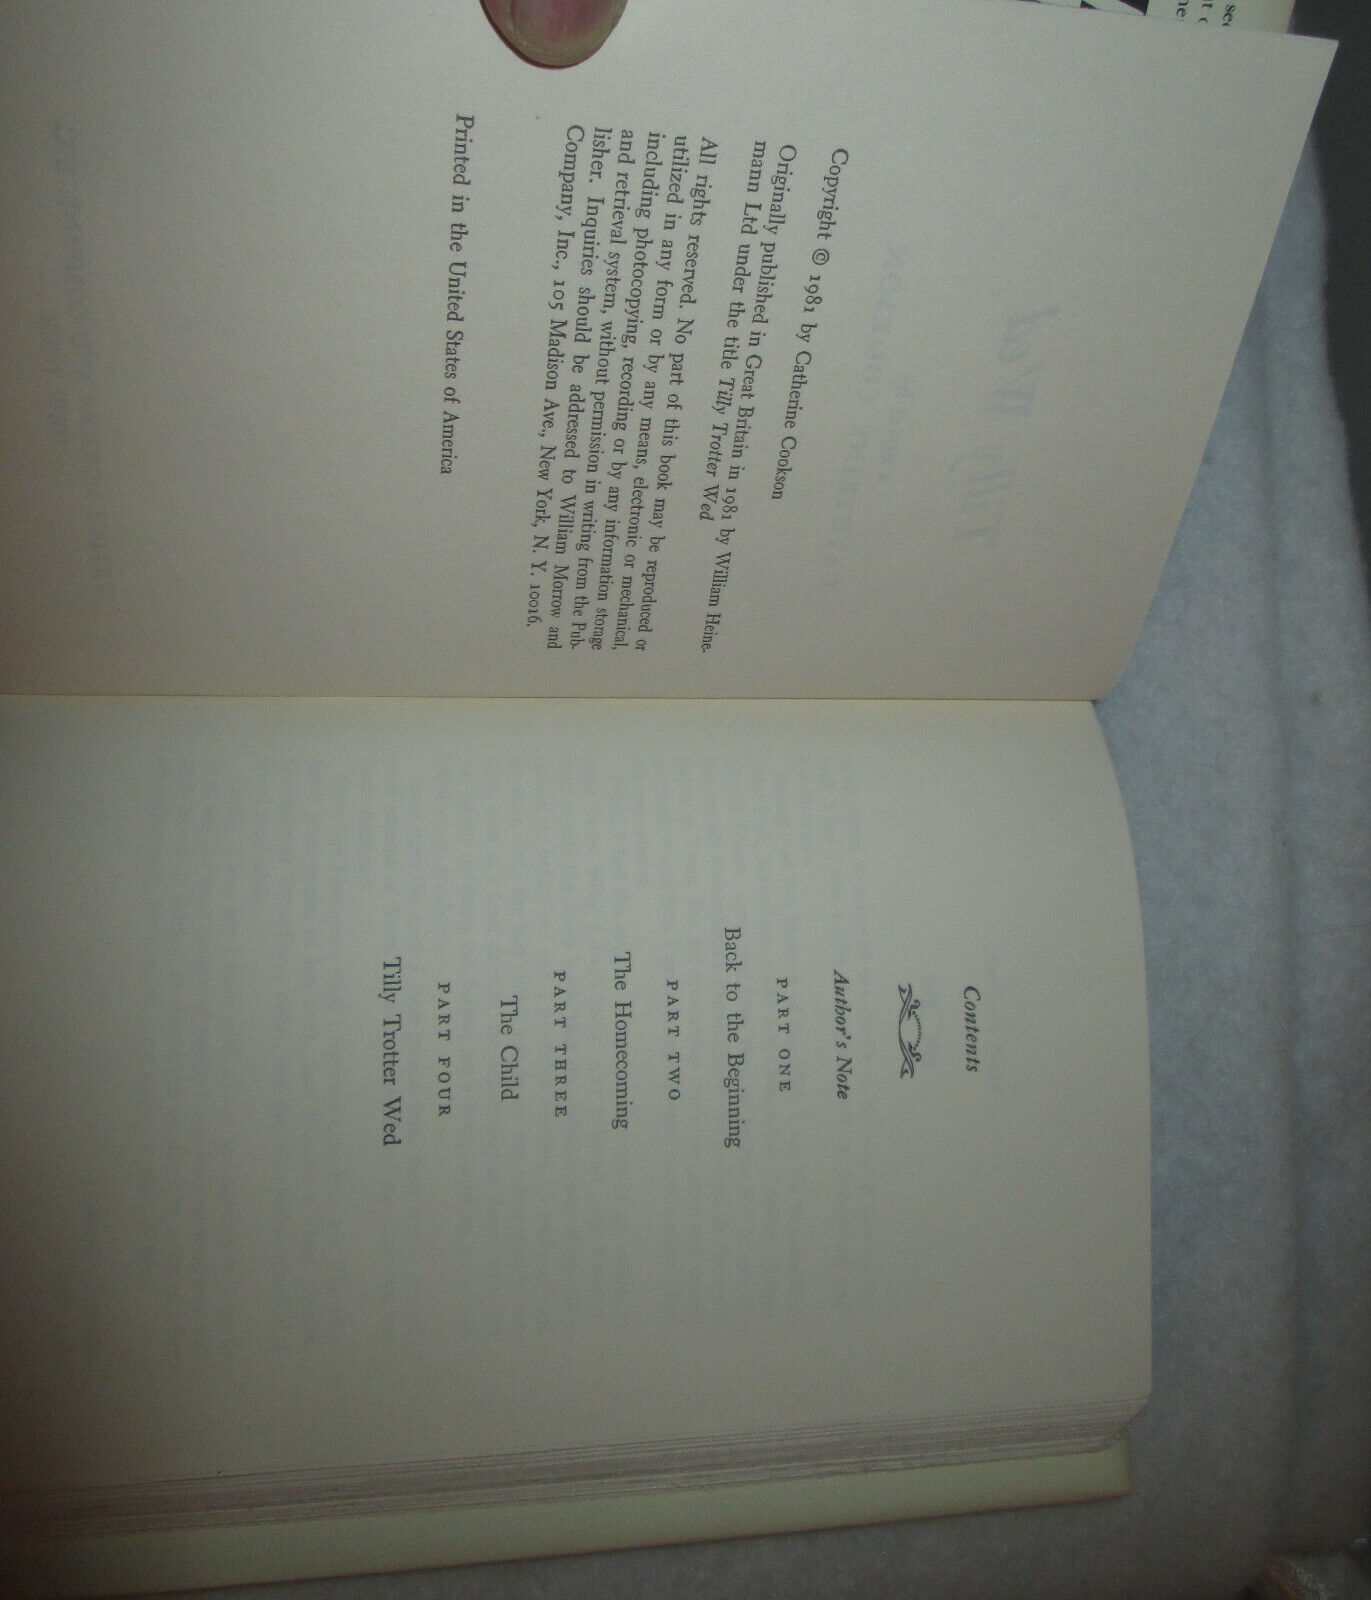 Copyright © 1981 by Catherine Cookson
Originally published in Great Britain in 1981 by William Heine-
mann Ltd under the title Tilly Trotter Wed
All rights reserved. No part of this book may be reproduced or
utilized in any form or by any means, electronic or mechanical,
including photocopying, recording or by any information storage
and retrieval system, without permission in writing from the Pub-
lisher. Inquiries should be addressed to William Morrow and
Company, Inc., 105 Madison Ave., New York, N. Y. 10016.
Printed in the United States of America
Contents
Author's Note
PART ONE
Back to the Beginning
PART TWO
The Homecoming
PART THREE
The Child
PART FOUR
Tilly Trotter Wed